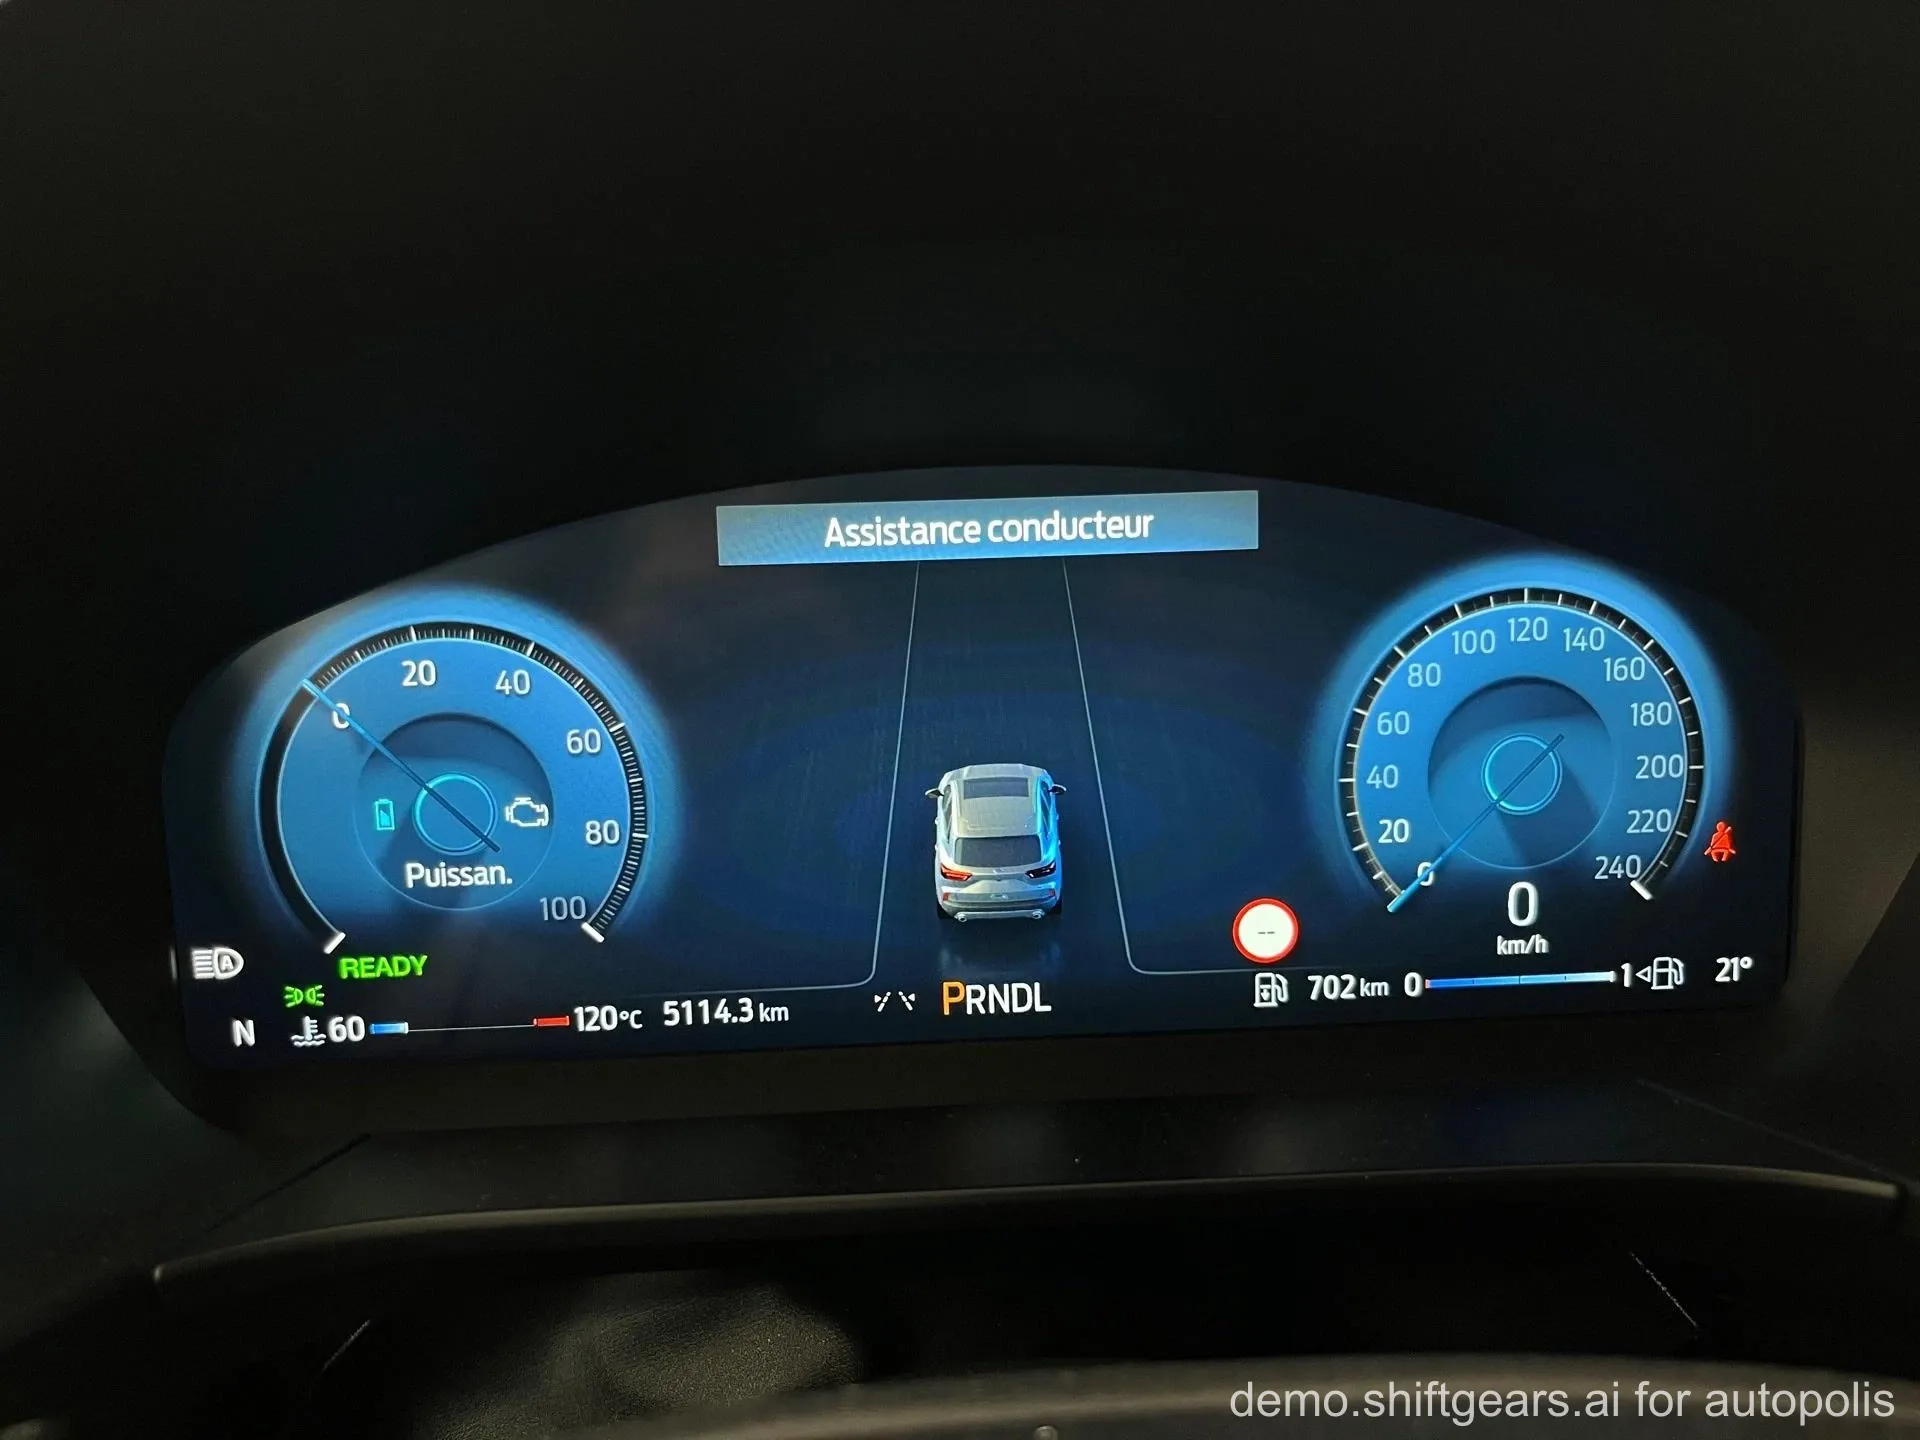 Assistance conducteur
0
20
40
60
80
100
Puissan.
READY
0
20
40
60
80
100
120
140
160
180
200
220
240
0
km/h
--
A
N
60
120°C
5114.3 km
PRNDL
702 km
0
1
21°
demo.shiftgears.ai for autopolis